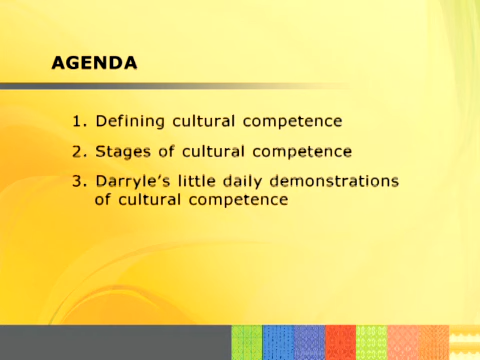 AGENDA
1. Defining cultural competence
2. Stages of cultural competence
3. Darryle's little daily demonstrations
of cultural competence